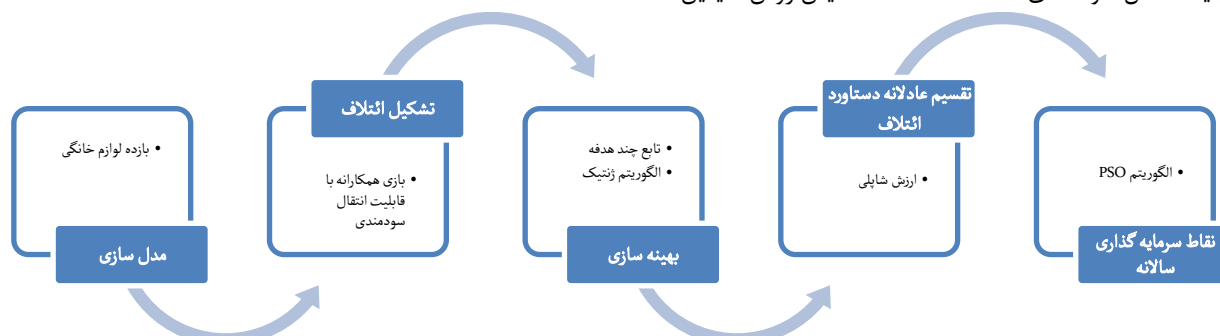 • بازده لوازم خانگی
مدل سازی
تشکیل ائتلاف
• بازی همکارانه با
قابلیت انتقال
سودمندی
• تابع چند هدفه
• الگوریتم ژنتیک
بهینه سازی
تقسیم عادلانه دستاورد
ائتلاف
• ارزش شاپلی
• الگوریتم PSO
نقاط سرمایه گذاری
سالانه